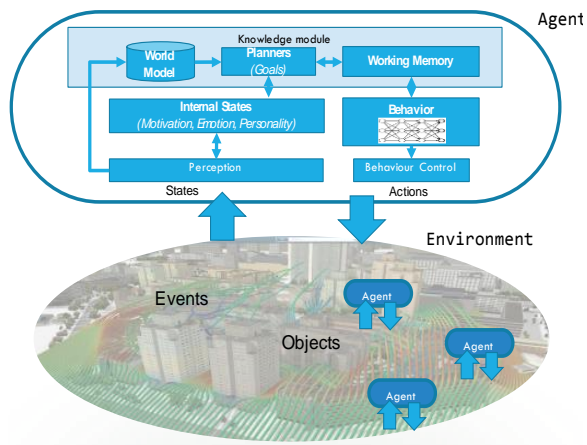 Agent
Knowledge module
World
Model
Planners
(Goals)
Working Memory
Internal States
(Motivation, Emotion, Personality)
Behavior
Perception
Behaviour Control
States
Actions
Environment
Events
Objects
Agent
Agent
Agent